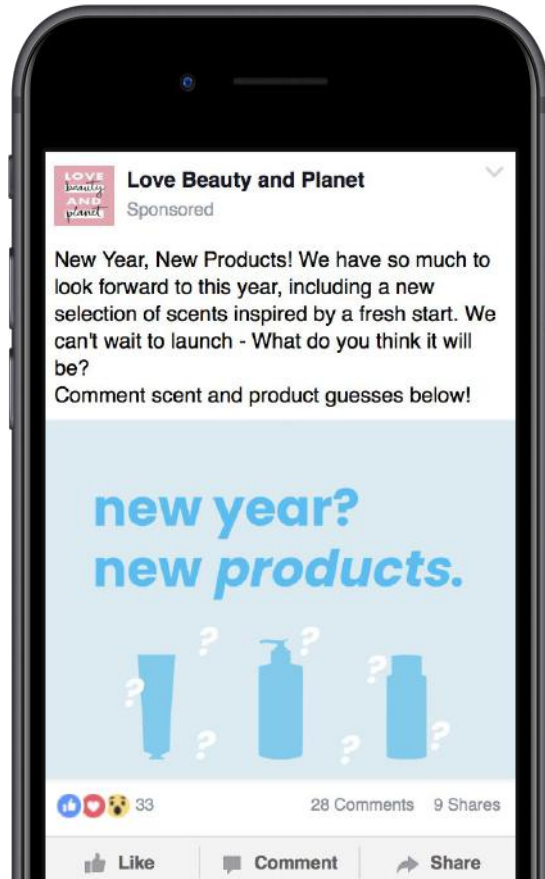 LOVE
beauty
AND
planet
Love Beauty and Planet
Sponsored
New Year, New Products! We have so much to
look forward to this year, including a new
selection of scents inspired by a fresh start. We
can't wait to launch - What do you think it will
be?
Comment scent and product guesses below!
new year?
new products.
? ?
?
?
? ? ?
33 28 Comments 9 Shares
Like Comment Share